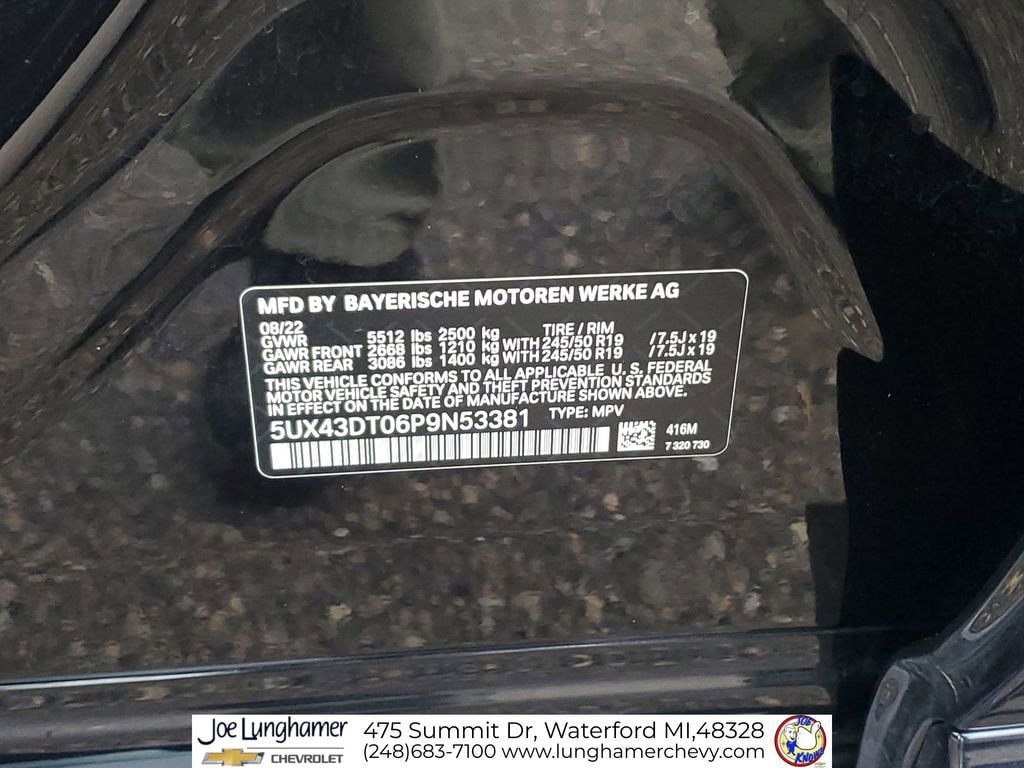 MFD BY BAYERISCHE MOTOREN WERKE AG
08/22 TIRE / RIM
GVWR 5512 lbs 2500 kg
GAWR FRONT 2668 lbs 1210 kg WITH 245/50 R19 /7.5J x 19
GAWR REAR 3086 lbs 1400 kg WITH 245/50 R19 /7.5J x 19
THIS VEHICLE CONFORMS TO ALL APPLICABLE U. S. FEDERAL
MOTOR VEHICLE SAFETY AND THEFT PREVENTION STANDARDS
IN EFFECT ON THE DATE OF MANUFACTURE SHOWN ABOVE.
5UX43DT06P9N53381 TYPE: MPV
416M
7 320 730
Joe Lunghamer
CHEVROLET
475 Summit Dr, Waterford MI,48328
(248)683-7100 www.lunghamerchevy.com
JOE
KNOWS